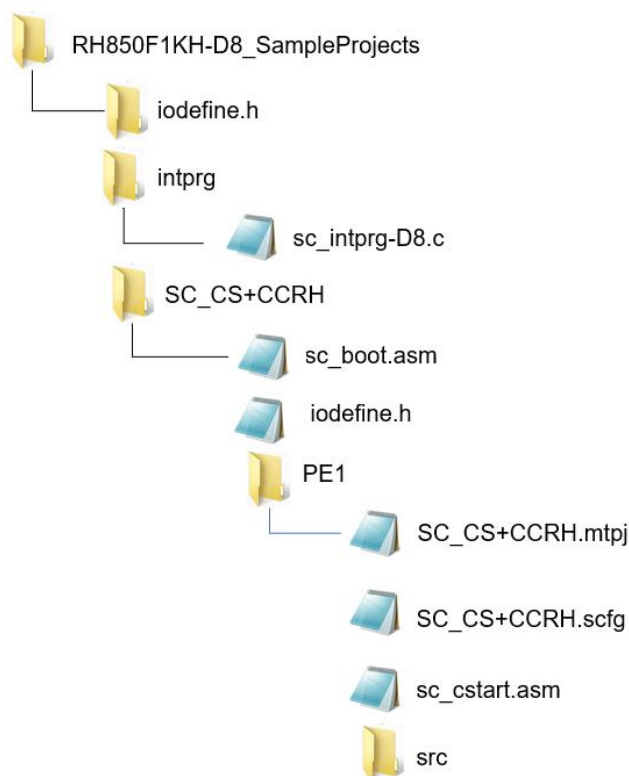 RH850F1KH-D8_SampleProjects
iodefine.h
intprg
sc_intprg-D8.c
SC_CS+CCRH
sc_boot.asm
iodefine.h
PE1
SC_CS+CCRH.mtpj
SC_CS+CCRH.scfg
sc_cstart.asm
src